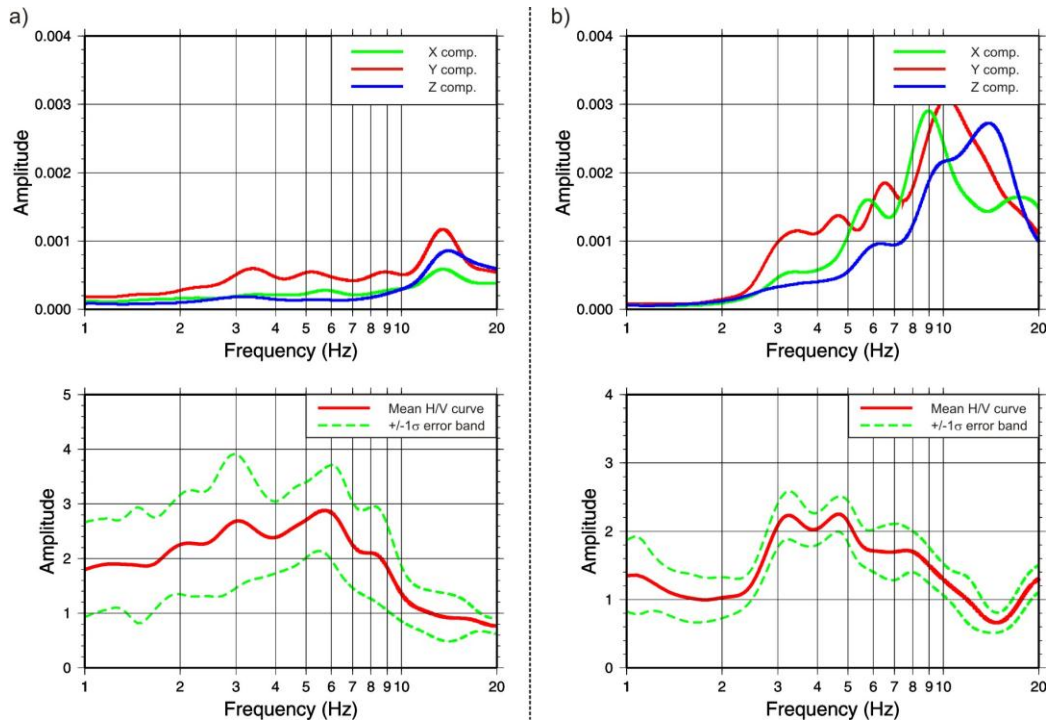 a)
0.004
0.003
0.002
0.001
0.000
Amplitude
X comp.
Y comp.
Z comp.
1 2 3 4 5 6 7 8 9 10 20
Frequency (Hz)
b)
0.004
0.003
0.002
0.001
0.000
Amplitude
X comp.
Y comp.
Z comp.
1 2 3 4 5 6 7 8 9 10 20
Frequency (Hz)
5
4
3
2
1
0
Amplitude
Mean H/V curve
+/-1σ error band
1 2 3 4 5 6 7 8 9 10 20
Frequency (Hz)
4
3
2
1
0
Amplitude
Mean H/V curve
+/-1σ error band
1 2 3 4 5 6 7 8 9 10 20
Frequency (Hz)